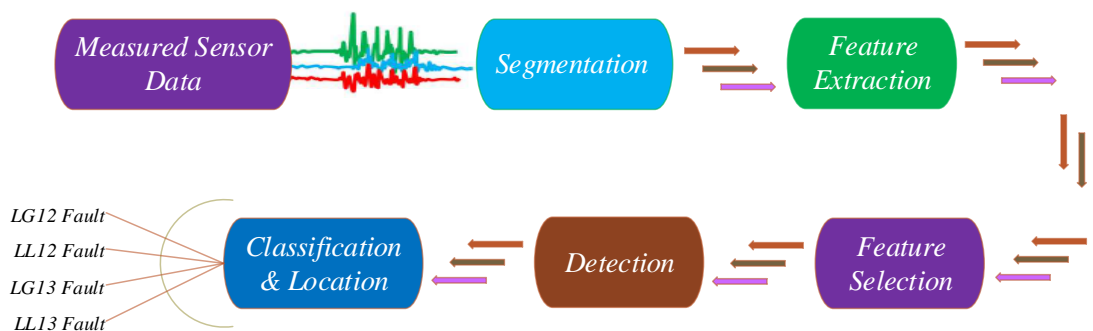 Measured Sensor
Data
Segmentation
Feature
Extraction
LG12 Fault
LL12 Fault
LG13 Fault
LL13 Fault
Classification
& Location
Detection
Feature
Selection